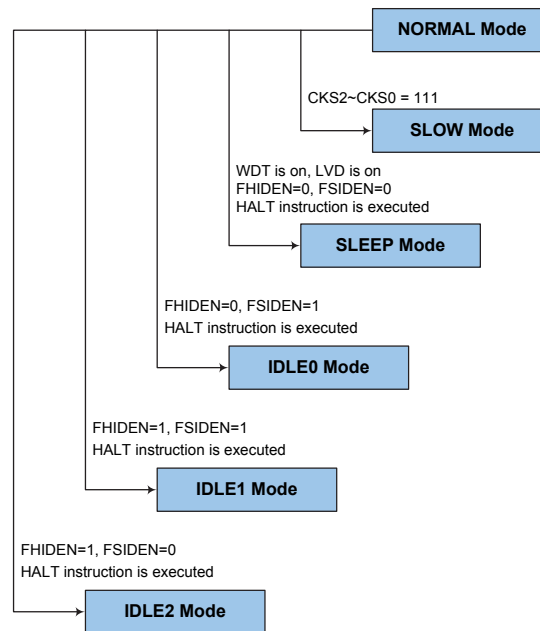 NORMAL Mode
CKS2~CKS0 = 111
SLOW Mode
WDT is on, LVD is on
FHIDEN=0, FSIDEN=0
HALT instruction is executed
SLEEP Mode
FHIDEN=0, FSIDEN=1
HALT instruction is executed
IDLE0 Mode
FHIDEN=1, FSIDEN=1
HALT instruction is executed
IDLE1 Mode
FHIDEN=1, FSIDEN=0
HALT instruction is executed
IDLE2 Mode